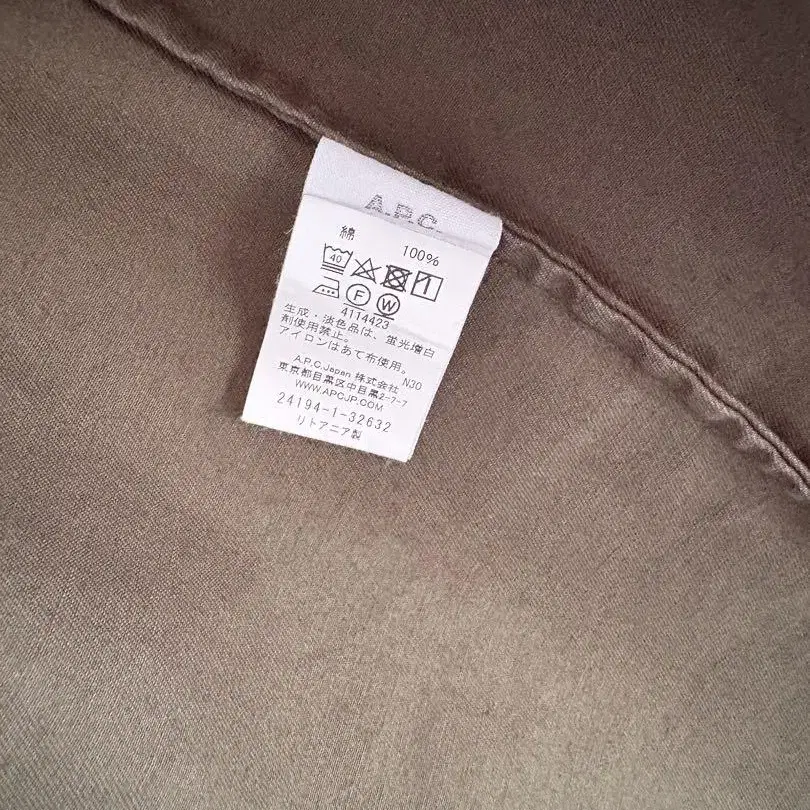 A.P.C.
綿 100%
40
F W
4114423
生成・淡色品は、蛍光増白
剤使用禁止。
アイロンはあて布使用。
A.P.C.Japan 株式会社 N30
東京都目黒区中目黒2-7-7
WWW.APCJP.COM
24194-1-32632
リトアニア製